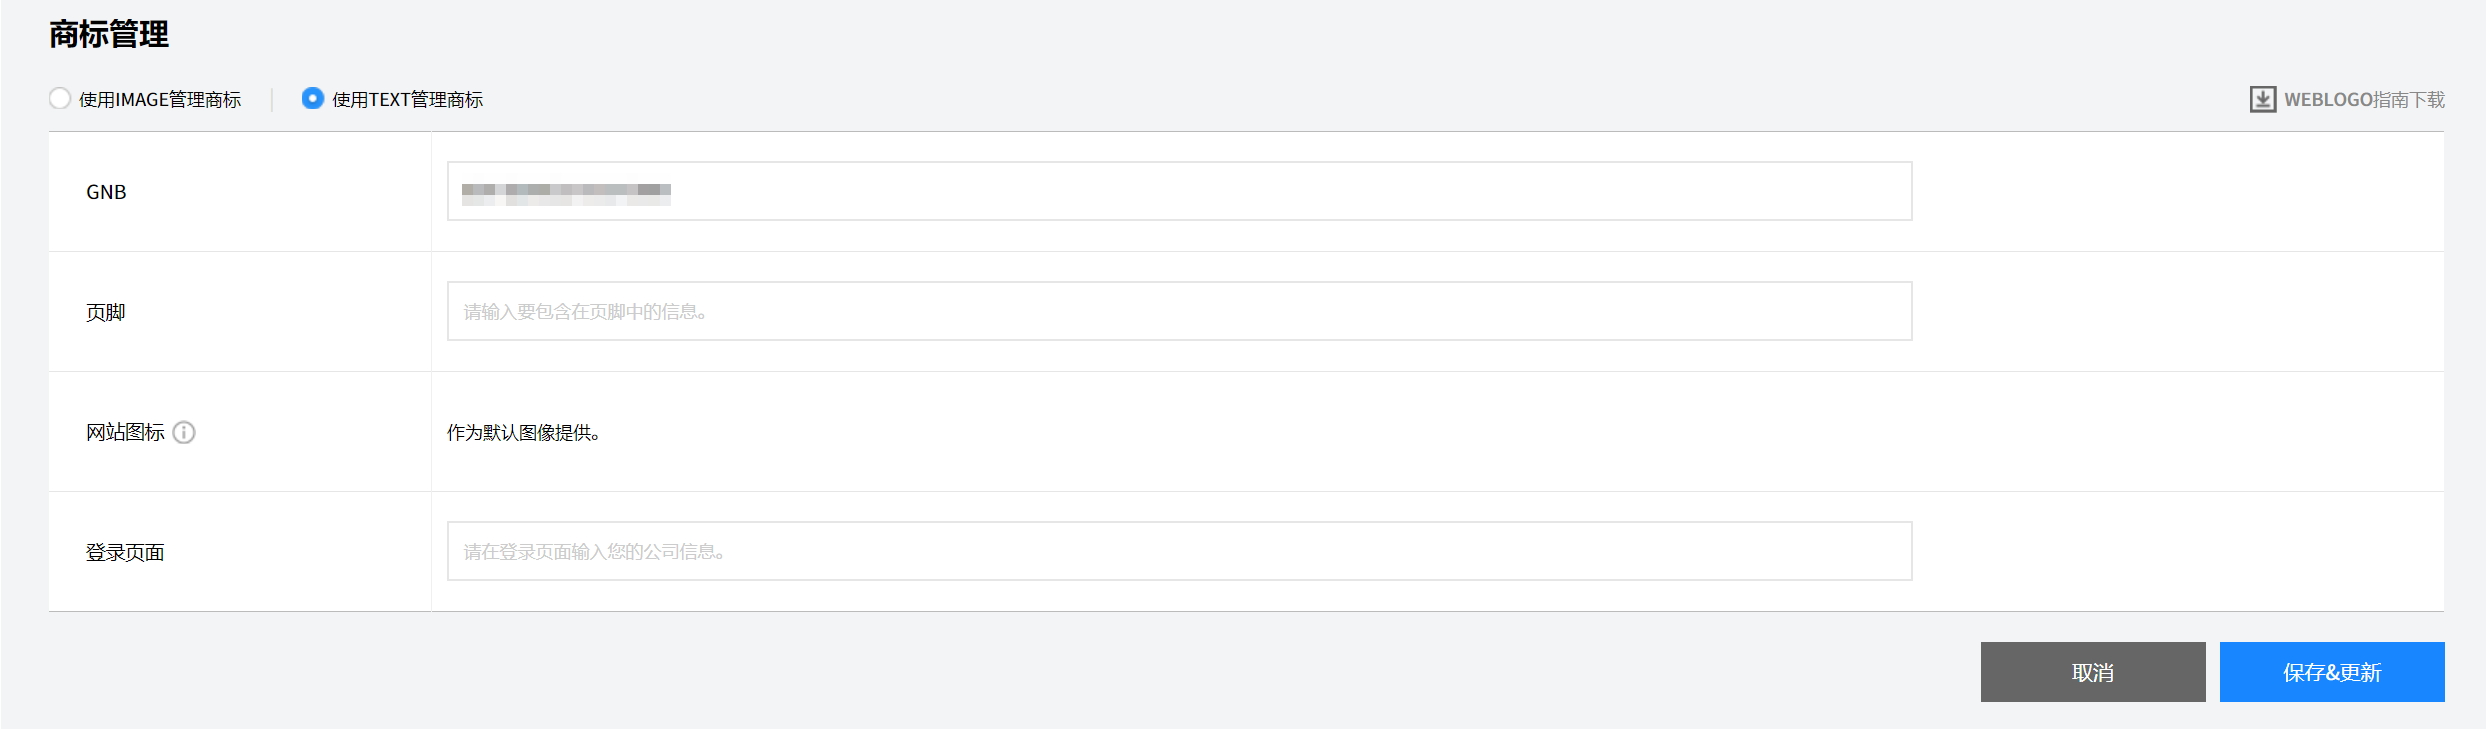 商标管理
使用IMAGE管理商标
使用TEXT管理商标
WEBLOGO指南下载
GNB
页脚
请输入要包含在页脚中的信息。
网站图标
作为默认图像提供。
登录页面
请在登录页面输入您的公司信息。
取消
保存&更新